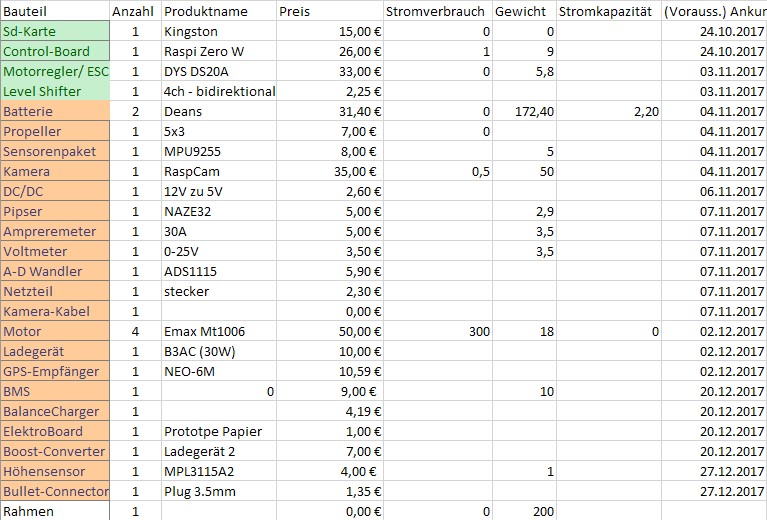 Bauteil Anzahl Produktname Preis Stromverbrauch Gewicht Stromkapazität (Vorauss.) Ankun
Sd-Karte 1 Kingston 15,00 € 0 0 24.10.2017
Control-Board 1 Raspi Zero W 26,00 € 1 9 24.10.2017
Motorregler/ ESC 1 DYS DS20A 33,00 € 0 5,8 03.11.2017
Level Shifter 1 4ch - bidirektional 2,25 € 03.11.2017
Batterie 2 Deans 31,40 € 0 172,40 2,20 04.11.2017
Propeller 1 5x3 7,00 € 0 04.11.2017
Sensorenpaket 1 MPU9255 8,00 € 5 04.11.2017
Kamera 1 RaspCam 35,00 € 0,5 50 04.11.2017
DC/DC 1 12V zu 5V 2,60 € 06.11.2017
Pipser 1 NAZE32 5,00 € 2,9 07.11.2017
Ampreremeter 1 30A 5,00 € 3,5 07.11.2017
Voltmeter 1 0-25V 3,50 € 3,5 07.11.2017
A-D Wandler 1 ADS1115 5,90 € 07.11.2017
Netzteil 1 stecker 2,30 € 07.11.2017
Kamera-Kabel 1 0,00 € 07.11.2017
Motor 4 Emax Mt1006 50,00 € 300 18 0 02.12.2017
Ladegerät 1 B3AC (30W) 10,00 € 02.12.2017
GPS-Empfänger 1 NEO-6M 10,59 € 02.12.2017
BMS 1 0 9,00 € 10 20.12.2017
BalanceCharger 1 4,19 € 20.12.2017
ElektroBoard 1 Prototpe Papier 1,00 € 20.12.2017
Boost-Converter 1 Ladegerät 2 7,00 € 20.12.2017
Höhensensor 1 MPL3115A2 4,00 € 1 27.12.2017
Bullet-Connector 1 Plug 3.5mm 1,35 € 27.12.2017
Rahmen 1 0,00 € 0 200